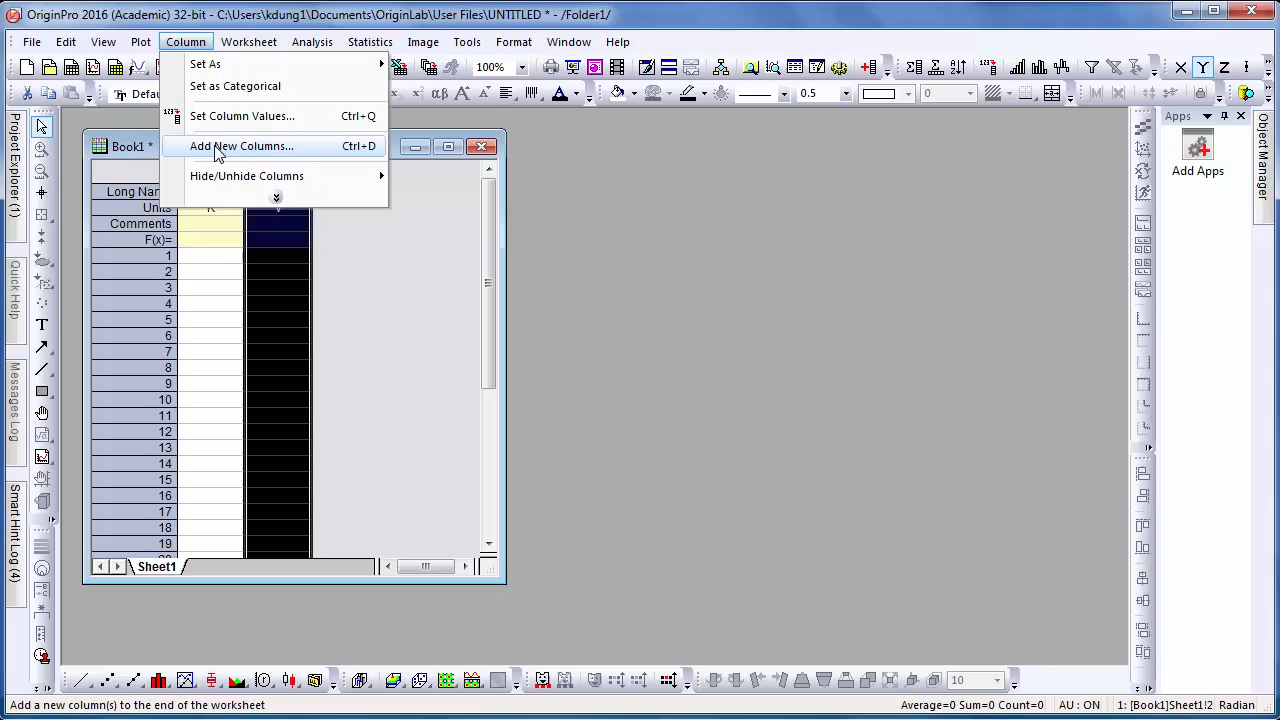 OriginPro 2016 (Academic) 32-bit - C:\Users\kdung1\Documents\OriginLab\User Files\UNTITLED * - /Folder1/
File Edit View Plot Column Worksheet Analysis Statistics Image Tools Format Window Help
100%
Defau
0.5
0
Set As
Set as Categorical
Set Column Values... Ctrl+Q
Add New Columns... Ctrl+D
Hide/Unhide Columns
Book1 *
Long Na
Units
Comments
F(x)=
1
2
3
4
5
6
7
8
9
10
11
12
13
14
15
16
17
18
19
Sheet1
Project Explorer (1)
Quick Help
Messages Log
Smart Hint Log (4)
Apps
Add Apps
Object Manager
X Y Z
10
Add a new column(s) to the end of the worksheet
Average=0 Sum=0 Count=0 AU : ON 1: [Book1]Sheet1!2 Radian